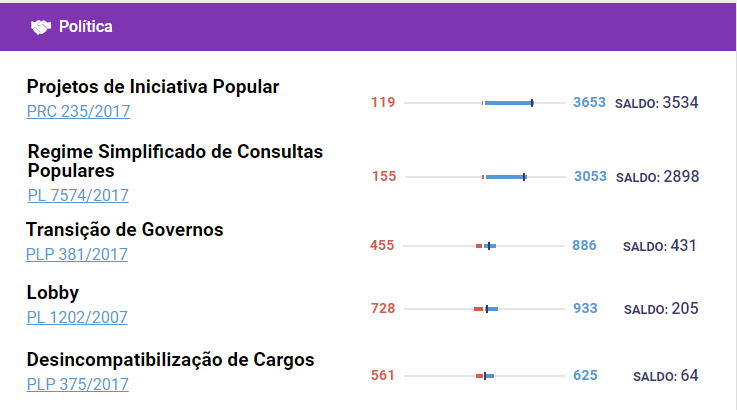 Política
Projetos de Iniciativa Popular
PRC 235/2017
119 3653 SALDO: 3534
Regime Simplificado de Consultas
Populares
PL 7574/2017
155 3053 SALDO: 2898
Transição de Governos
PLP 381/2017
455 886 SALDO: 431
Lobby
PL 1202/2007
728 933 SALDO: 205
Desincompatibilização de Cargos
PLP 375/2017
561 625 SALDO: 64